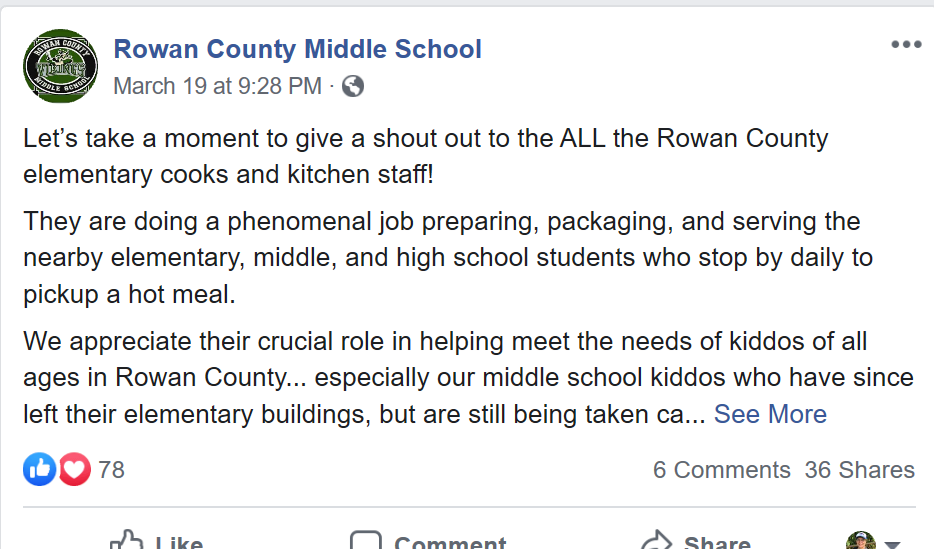 Rowan County Middle School
March 19 at 9:28 PM ·
Let’s take a moment to give a shout out to the ALL the Rowan County
elementary cooks and kitchen staff!
They are doing a phenomenal job preparing, packaging, and serving the
nearby elementary, middle, and high school students who stop by daily to
pickup a hot meal.
We appreciate their crucial role in helping meet the needs of kiddos of all
ages in Rowan County... especially our middle school kiddos who have since
left their elementary buildings, but are still being taken ca... See More
78 6 Comments 36 Shares
Like Comment Share
ROWAN COUNTY
MIDDLE SCHOOL